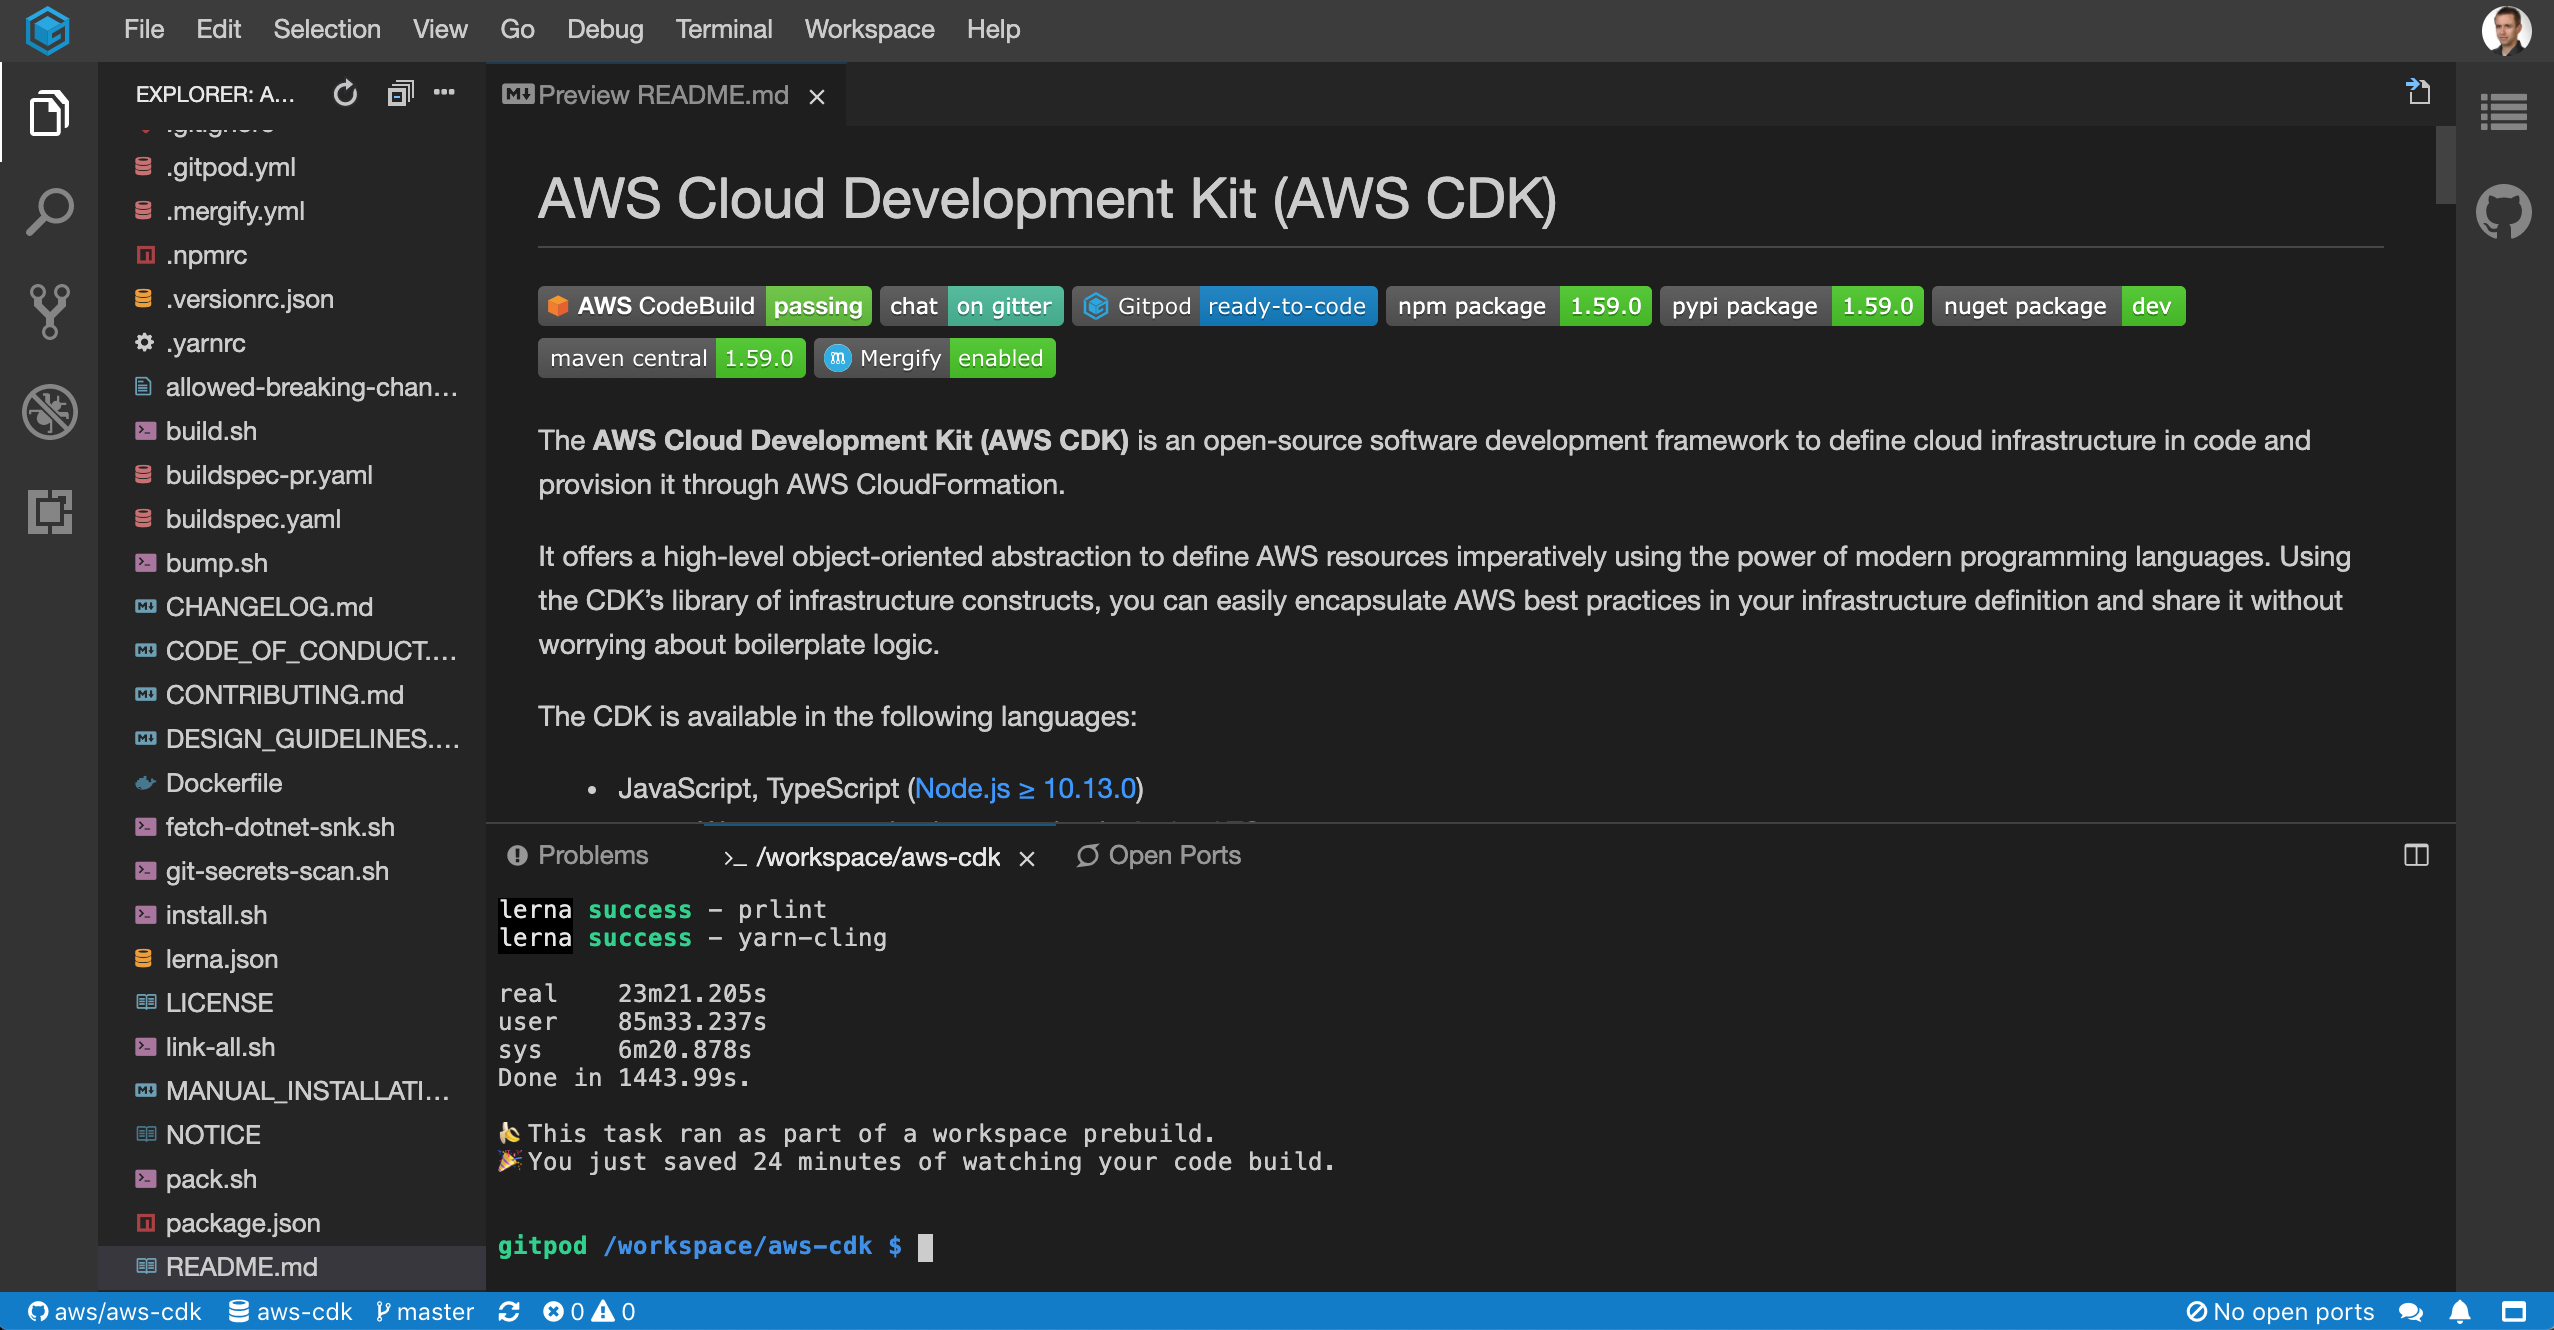 File Edit Selection View Go Debug Terminal Workspace Help
EXPLORER: A...
.gitignore
.gitpod.yml
.mergify.yml
.npmrc
.versionrc.json
.yarnrc
allowed-breaking-chan...
build.sh
buildspec-pr.yaml
buildspec.yaml
bump.sh
CHANGELOG.md
CODE_OF_CONDUCT....
CONTRIBUTING.md
DESIGN_GUIDELINES....
Dockerfile
fetch-dotnet-snk.sh
git-secrets-scan.sh
install.sh
lerna.json
LICENSE
link-all.sh
MANUAL_INSTALLATI...
NOTICE
pack.sh
package.json
README.md
Preview README.md
AWS Cloud Development Kit (AWS CDK)
AWS CodeBuild passing chat on gitter Gitpod ready-to-code npm package 1.59.0 pypi package 1.59.0 nuget package dev
maven central 1.59.0 Mergify enabled
The AWS Cloud Development Kit (AWS CDK) is an open-source software development framework to define cloud infrastructure in code and
provision it through AWS CloudFormation.
It offers a high-level object-oriented abstraction to define AWS resources imperatively using the power of modern programming languages. Using
the CDK’s library of infrastructure constructs, you can easily encapsulate AWS best practices in your infrastructure definition and share it without
worrying about boilerplate logic.
The CDK is available in the following languages:
• JavaScript, TypeScript (Node.js ≥ 10.13.0)
Problems >_ /workspace/aws-cdk Open Ports
lerna success - prlint
lerna success - yarn-cling
real 23m21.205s
user 85m33.237s
sys 6m20.878s
Done in 1443.99s.
🍌This task ran as part of a workspace prebuild.
🎉You just saved 24 minutes of watching your code build.
gitpod /workspace/aws-cdk $
aws/aws-cdk aws-cdk master 0 0 No open ports